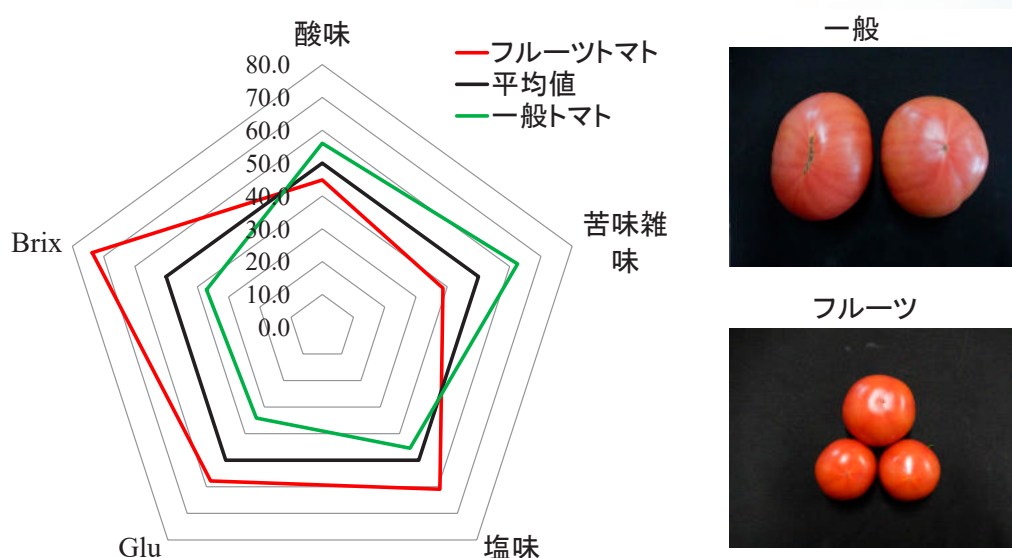 酸味
80.0
70.0
60.0
50.0
40.0
30.0
20.0
10.0
0.0
フルーツトマト
平均値
一般トマト
Brix
苦味雑
味
Glu
塩味
一般
フルーツ